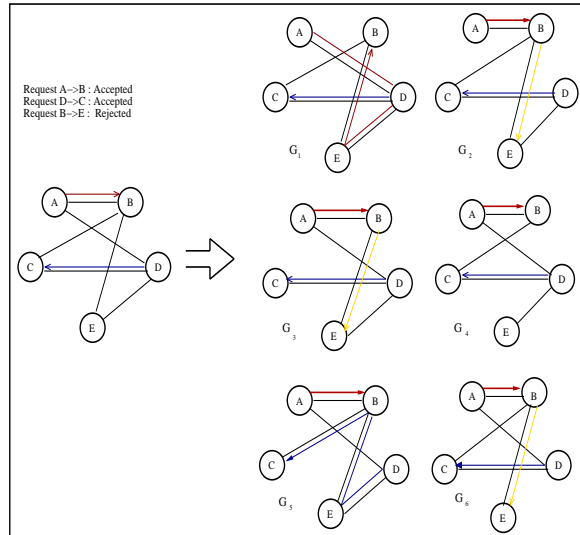 Request A->B : Accepted
Request D->C : Accepted
Request B->E : Rejected
A
B
C
D
E
A
B
C
D
E
G1
A
B
C
D
E
G2
A
B
C
D
E
G3
A
B
C
D
E
G4
A
B
C
D
E
G5
A
B
C
D
E
G6